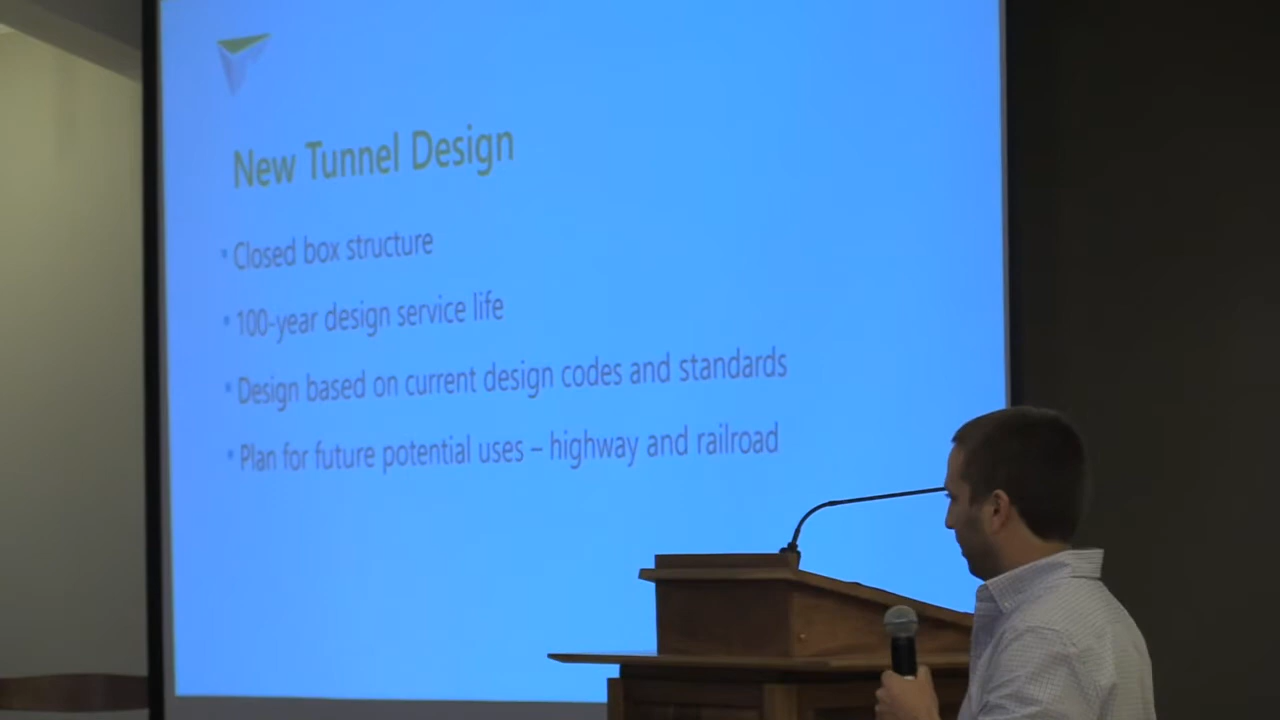 New Tunnel Design
• Closed box structure
• 100-year design service life
• Design based on current design codes and standards
• Plan for future potential uses – highway and railroad